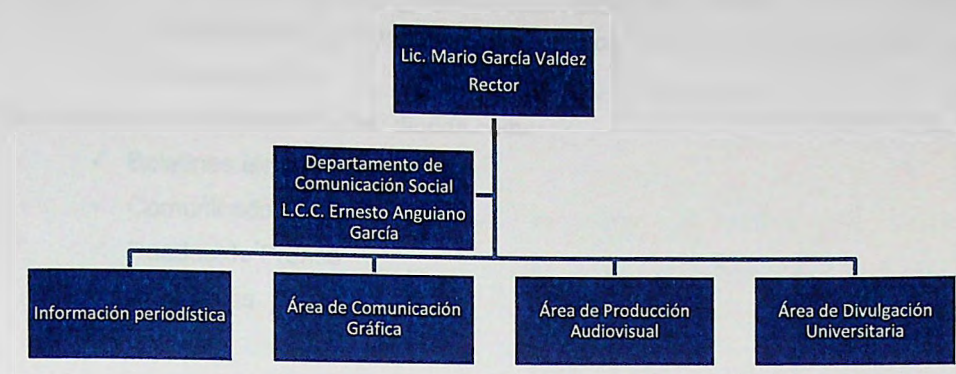 Lic. Mario García Valdez
Rector
Departamento de
Comunicación Social
L.C.C. Ernesto Anguiano
García
Información periodística
Área de Comunicación
Gráfica
Área de Producción
Audiovisual
Área de Divulgación
Universitaria